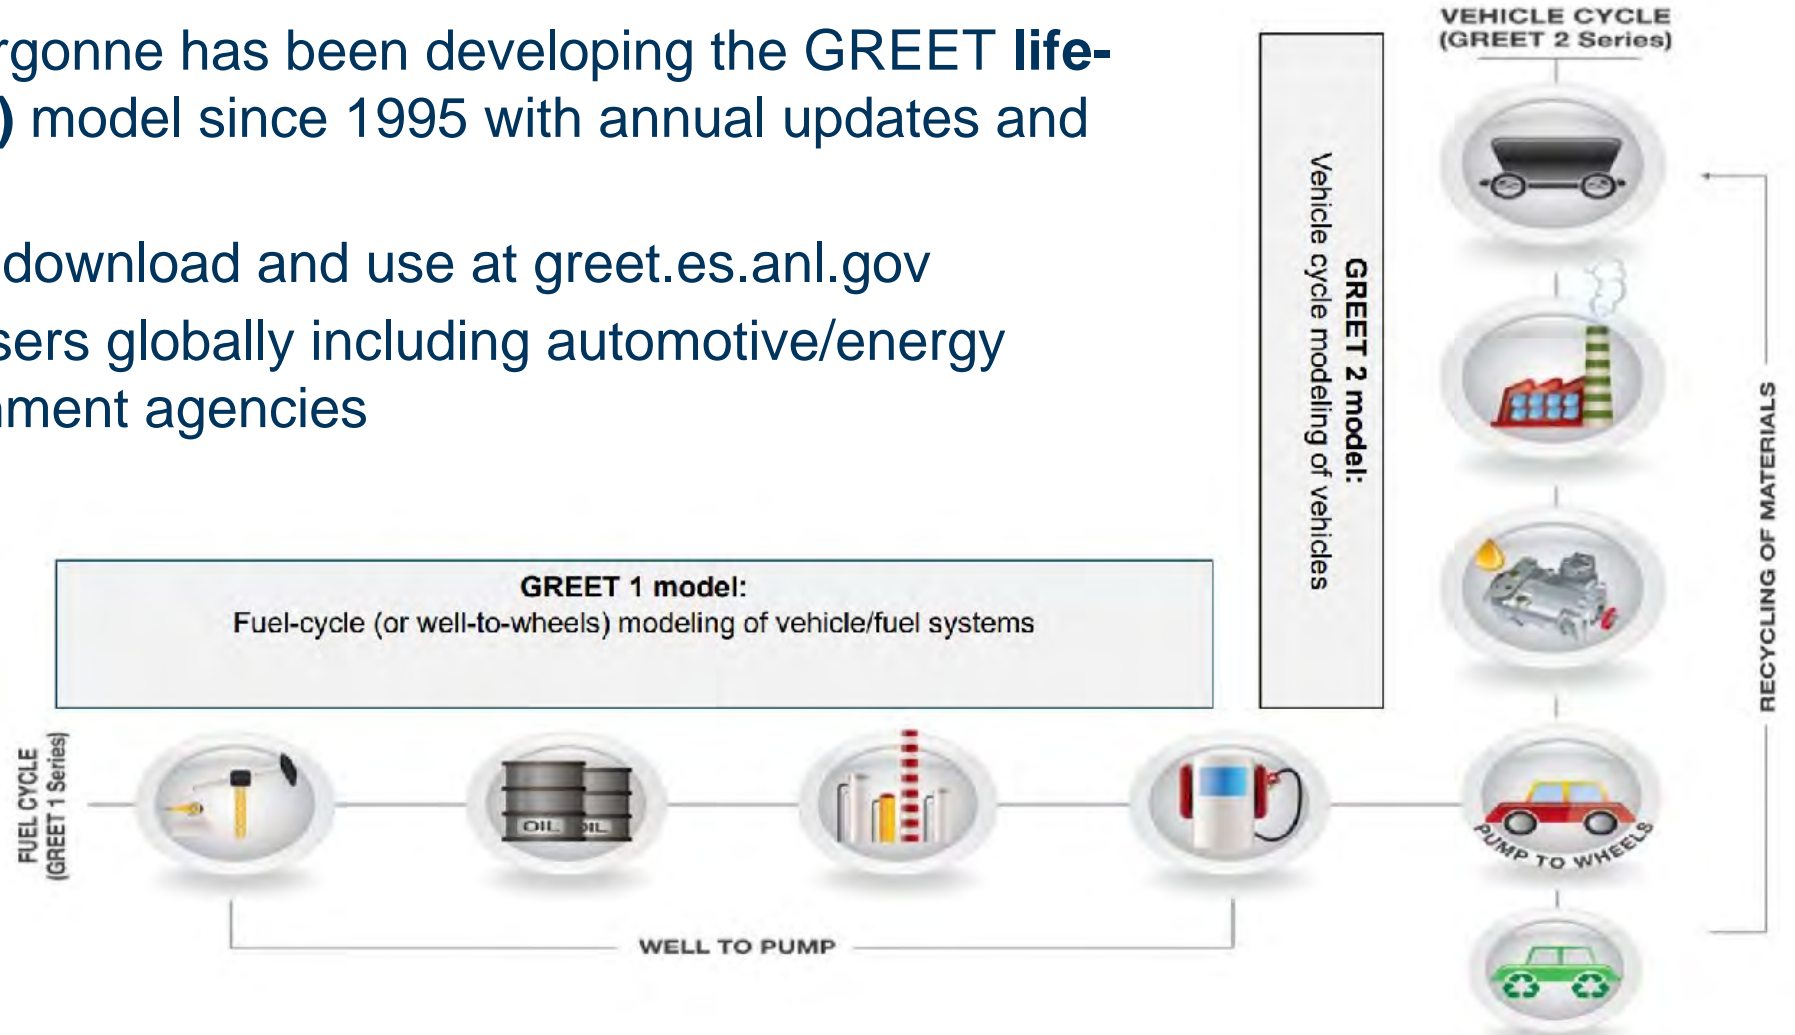 rgonne has been developing the GREET life-
) model since 1995 with annual updates and
download and use at greet.es.anl.gov
sers globally including automotive/energy
nment agencies
VEHICLE CYCLE
(GREET 2 Series)
GREET 2 model:
Vehicle cycle modeling of vehicles
RECYCLING OF MATERIALS
GREET 1 model:
Fuel-cycle (or well-to-wheels) modeling of vehicle/fuel systems
FUEL CYCLE
(GREET 1 Series)
OIL OIL
PUMP TO WHEELS
WELL TO PUMP